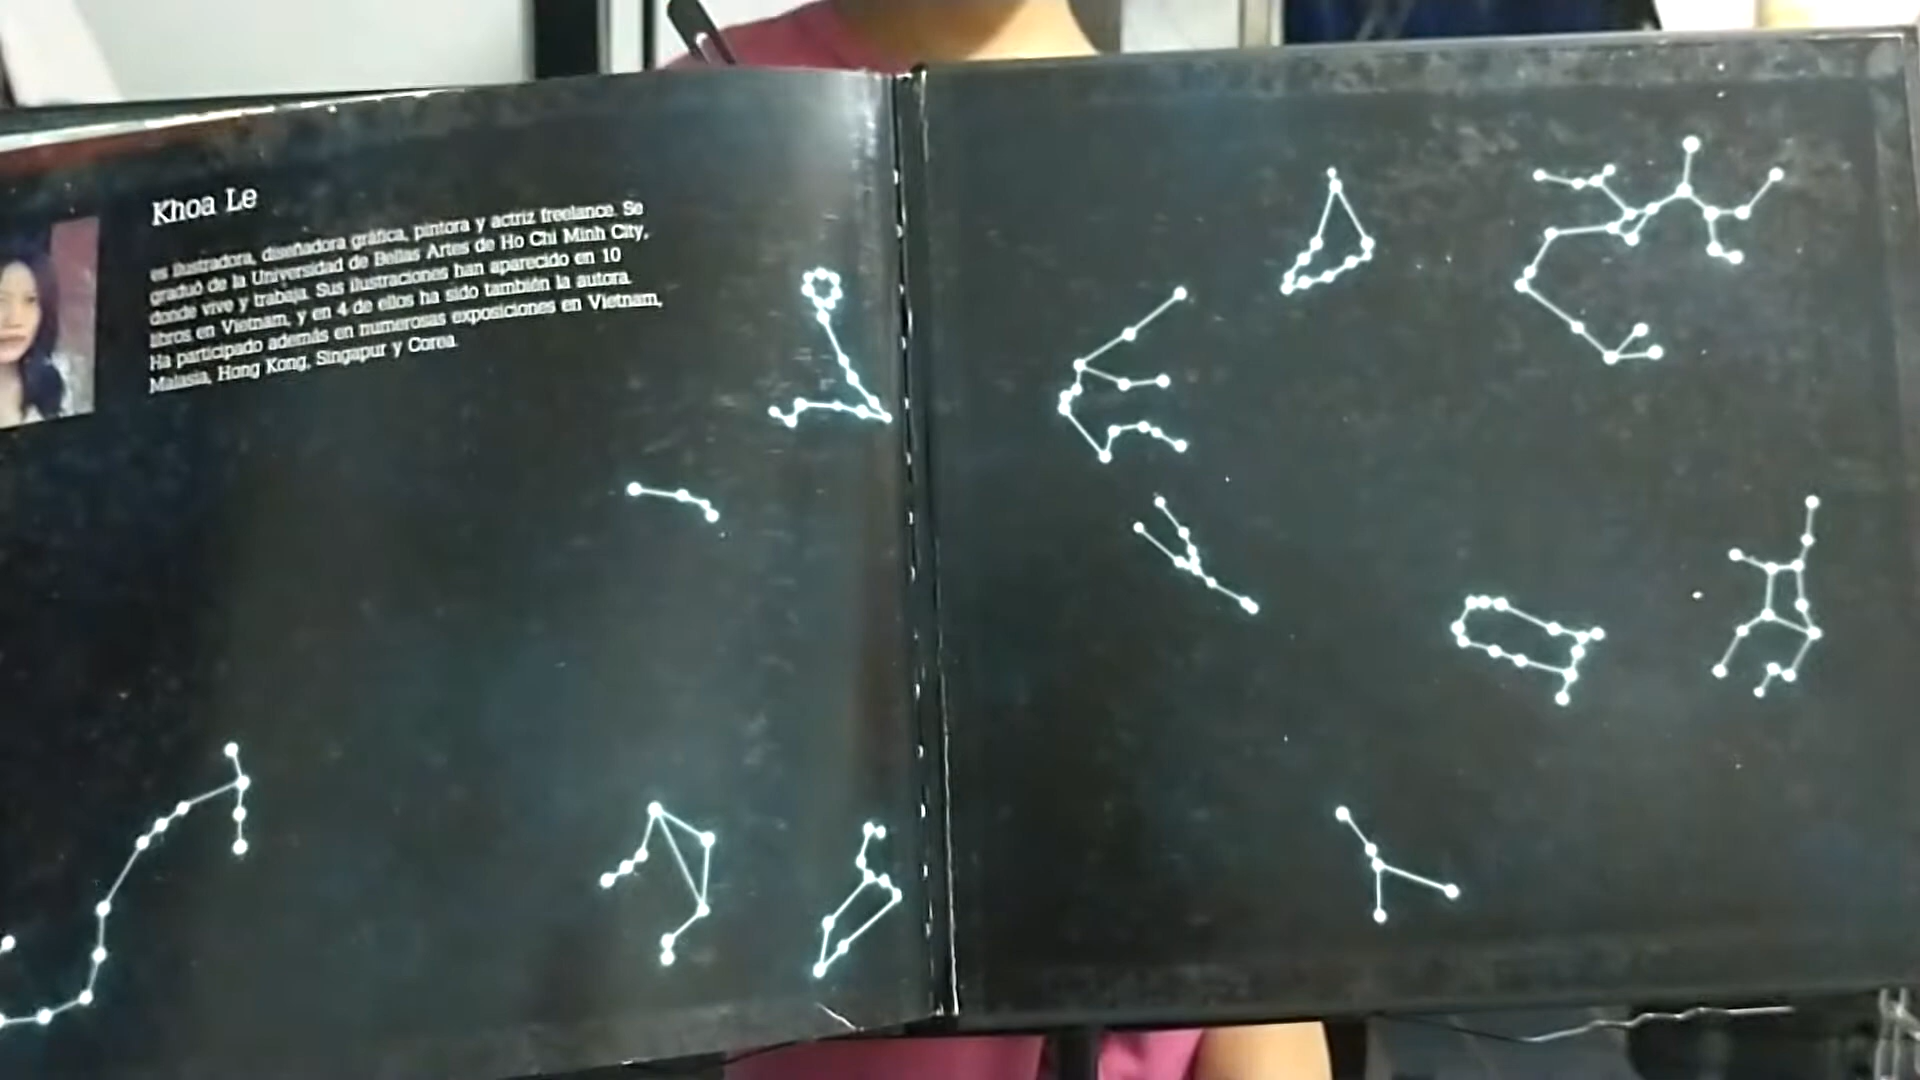 Khoa Le
es ilustradora, diseñadora gráfica, pintora y actriz freelance. Se
graduó de la Universidad de Bellas Artes de Ho Chi Minh City,
donde vive y trabaja. Sus ilustraciones han aparecido en 10
libros en Vietnam, y en 4 de ellos ha sido también la autora.
Ha participado además en numerosas exposiciones en Vietnam,
Malasia, Hong Kong, Singapur y Corea.